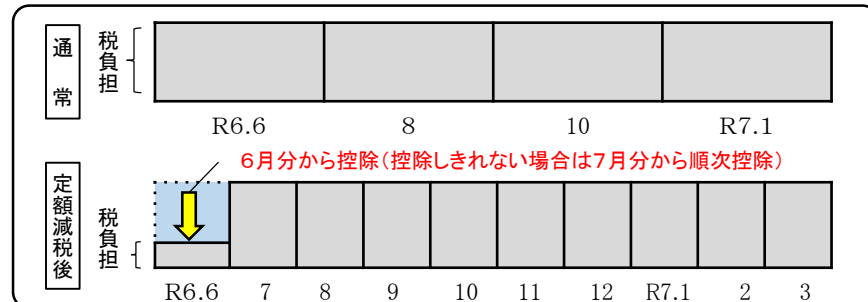 通常
税負担
R6.6 8 10 R7.1
6月分から控除(控除しきれない場合は7月分から順次控除)
定額減税後
税負担
R6.6 7 8 9 10 11 12 R7.1 2 3